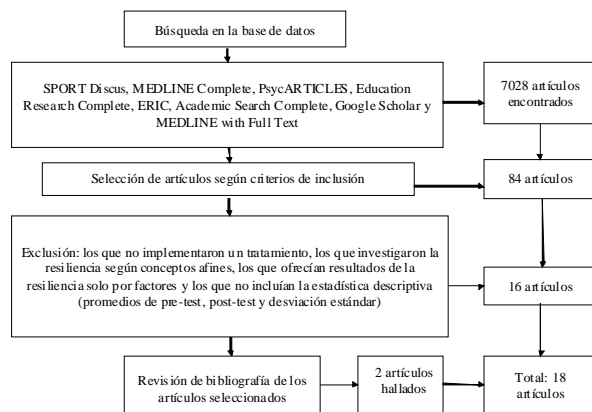 Búsqueda en la base de datos
SPORT Discus, MEDLINE Complete, PsycARTICLES, Education
Research Complete, ERIC, Academic Search Complete, Google Scholar y
MEDLINE with Full Text
7028 artículos
encontrados
Selección de artículos según criterios de inclusión
84 artículos
Exclusión: los que no implementaron un tratamiento, los que investigaron la
resiliencia según conceptos afines, los que ofrecían resultados de la
resiliencia solo por factores y los que no incluían la estadística descriptiva
(promedios de pre-test, post-test y desviación estándar)
16 artículos
Revisión de bibliografía de los
artículos seleccionados
2 artículos
hallados
Total: 18
artículos